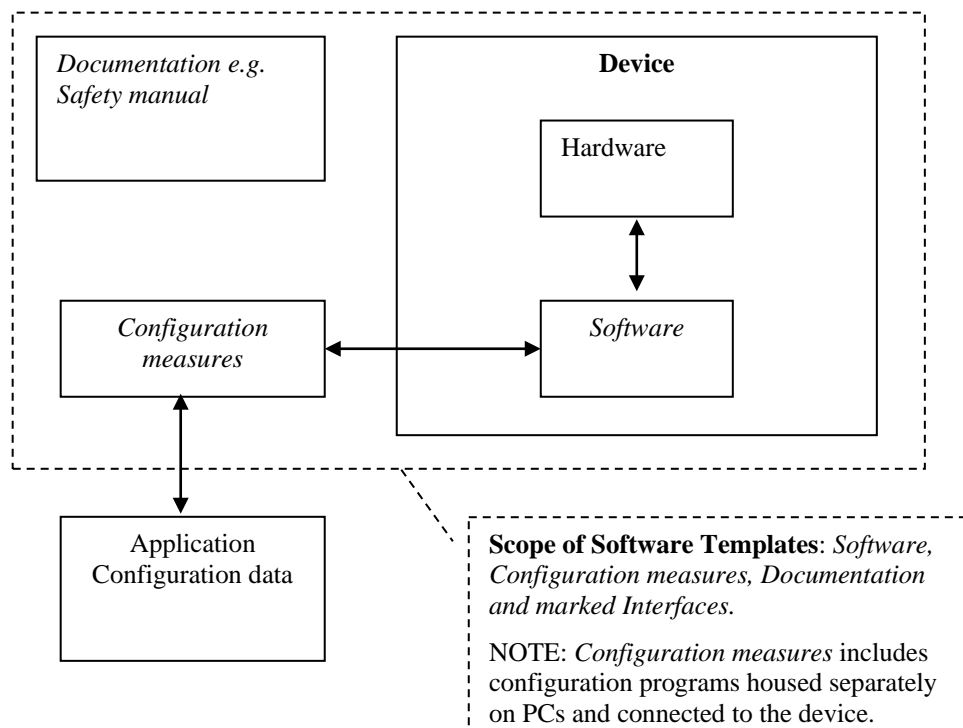 Documentation e.g.
Safety manual
Device
Hardware
Configuration
measures
Software
Application
Configuration data
Scope of Software Templates: Software,
Configuration measures, Documentation
and marked Interfaces.
NOTE: Configuration measures includes
configuration programs housed separately
on PCs and connected to the device.